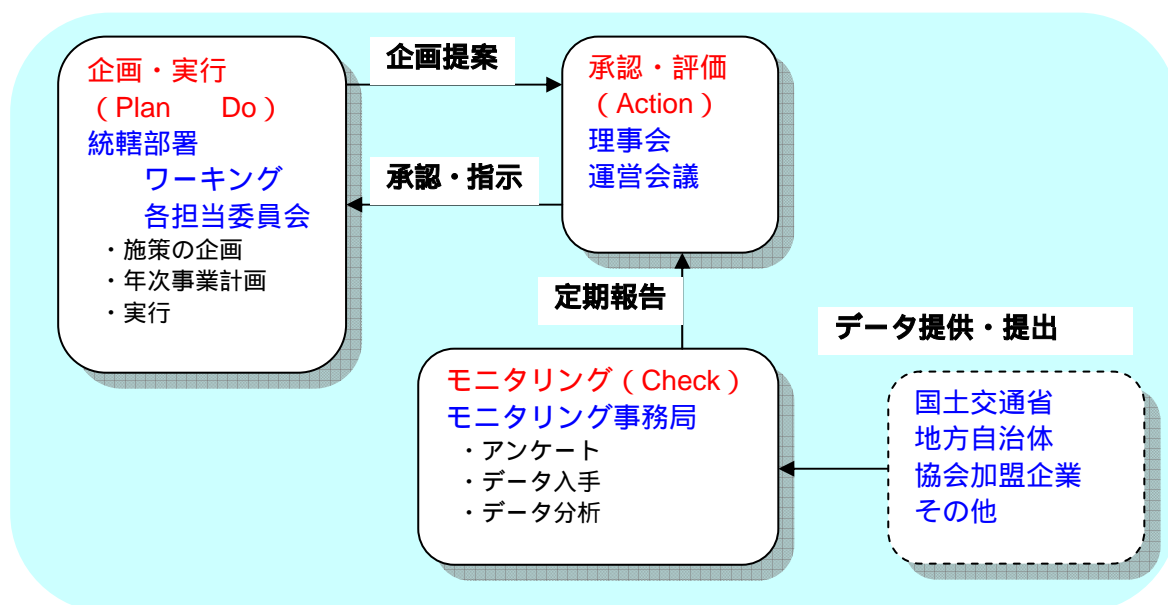 企画・実行
（Plan　　Do）
統轄部署
ワーキング
各担当委員会
・施策の企画
・年次事業計画
・実行
企画提案
承認・指示
承認・評価
（Action）
理事会
運営会議
定期報告
モニタリング（Check）
モニタリング事務局
・アンケート
・データ入手
・データ分析
データ提供・提出
国土交通省
地方自治体
協会加盟企業
その他